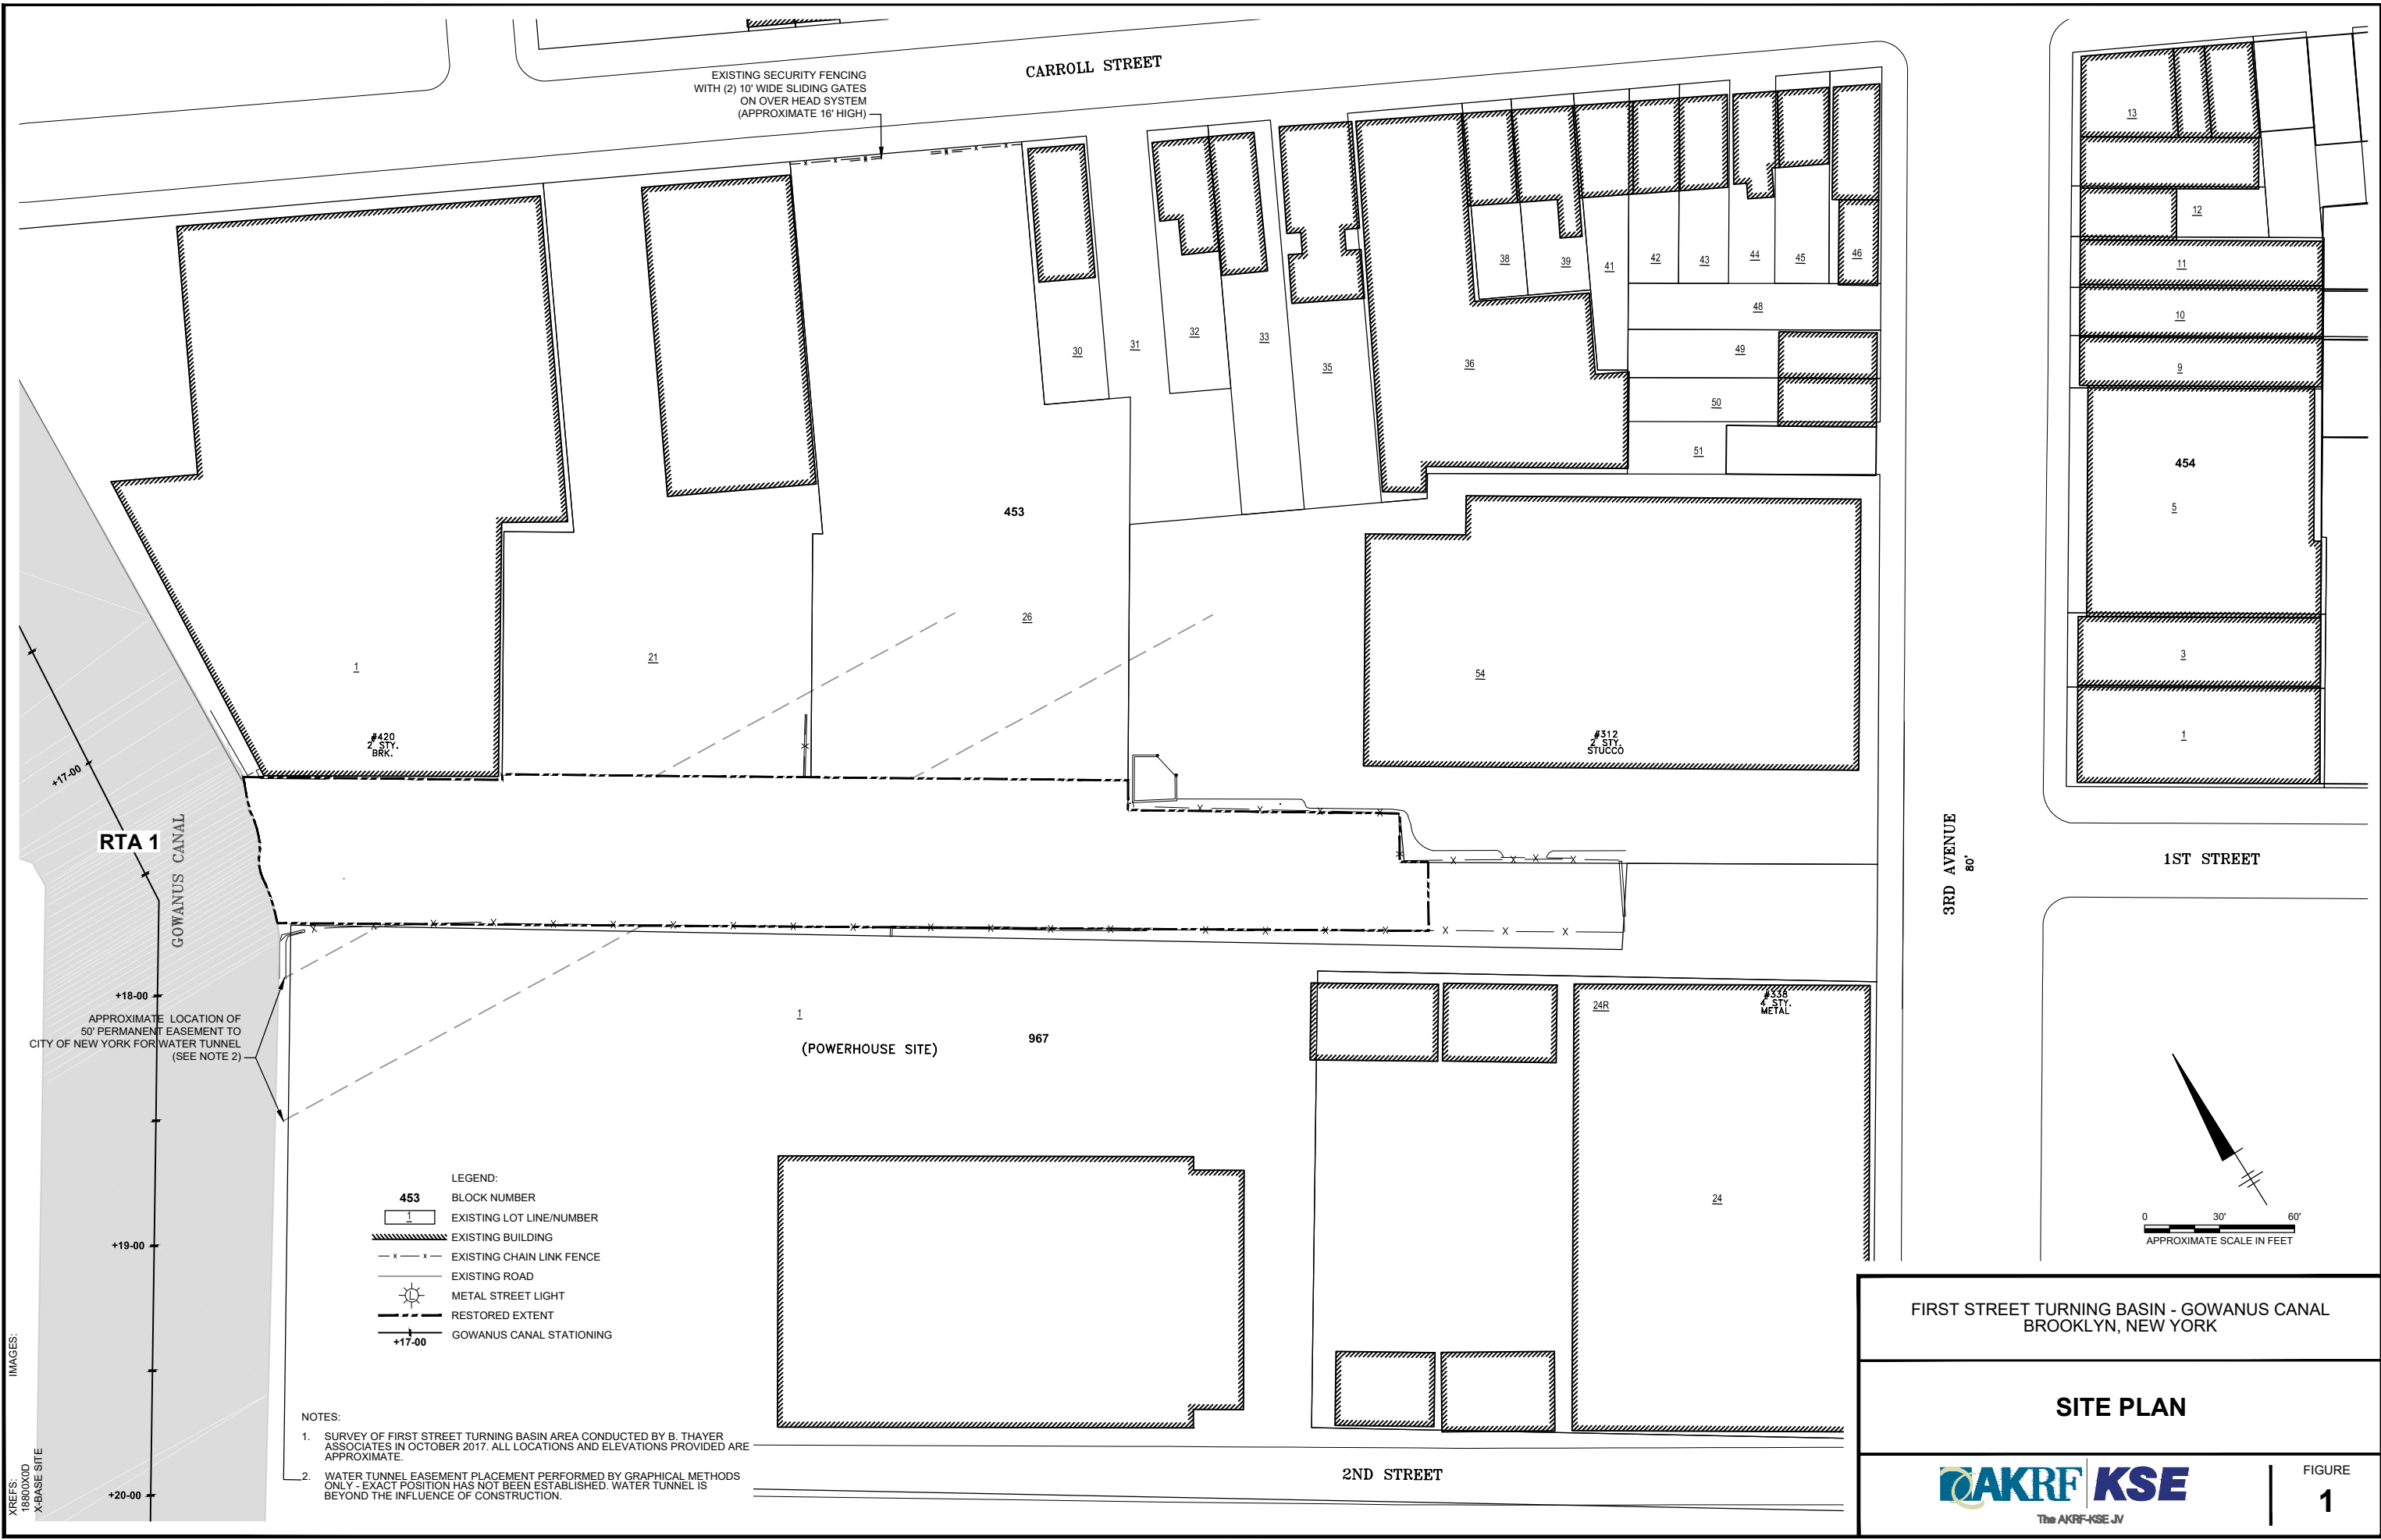 CARROLL STREET
EXISTING SECURITY FENCING
WITH (2) 10' WIDE SLIDING GATES
ON OVER HEAD SYSTEM
(APPROXIMATE 16' HIGH)
13
12
11
10
9
454
5
3
1
38
39
41
42
43
44
45
46
48
49
50
51
30
31
32
33
35
36
453
26
21
1
#420
2 STY.
BRK.
54
#312
2 STY.
STUCCO
+17-00
RTA 1
GOWANUS CANAL
3RD AVENUE
80'
1ST STREET
+18-00
APPROXIMATE LOCATION OF
50' PERMANENT EASEMENT TO
CITY OF NEW YORK FOR WATER TUNNEL
(SEE NOTE 2)
1
(POWERHOUSE SITE)
967
24R
#338
4 STY.
METAL
24
+19-00
+20-00
LEGEND:
453 BLOCK NUMBER
1 EXISTING LOT LINE/NUMBER
EXISTING BUILDING
x x EXISTING CHAIN LINK FENCE
EXISTING ROAD
L METAL STREET LIGHT
RESTORED EXTENT
+17-00 GOWANUS CANAL STATIONING
NOTES:
1. SURVEY OF FIRST STREET TURNING BASIN AREA CONDUCTED BY B. THAYER
ASSOCIATES IN OCTOBER 2017. ALL LOCATIONS AND ELEVATIONS PROVIDED ARE
APPROXIMATE.
2. WATER TUNNEL EASEMENT PLACEMENT PERFORMED BY GRAPHICAL METHODS
ONLY - EXACT POSITION HAS NOT BEEN ESTABLISHED. WATER TUNNEL IS
BEYOND THE INFLUENCE OF CONSTRUCTION.
2ND STREET
0 30' 60'
APPROXIMATE SCALE IN FEET
FIRST STREET TURNING BASIN - GOWANUS CANAL
BROOKLYN, NEW YORK
SITE PLAN
AKRF KSE
The AKRF-KSE JV
FIGURE
1
IMAGES:
XREFS:
18800X0D
X-BASE SITE